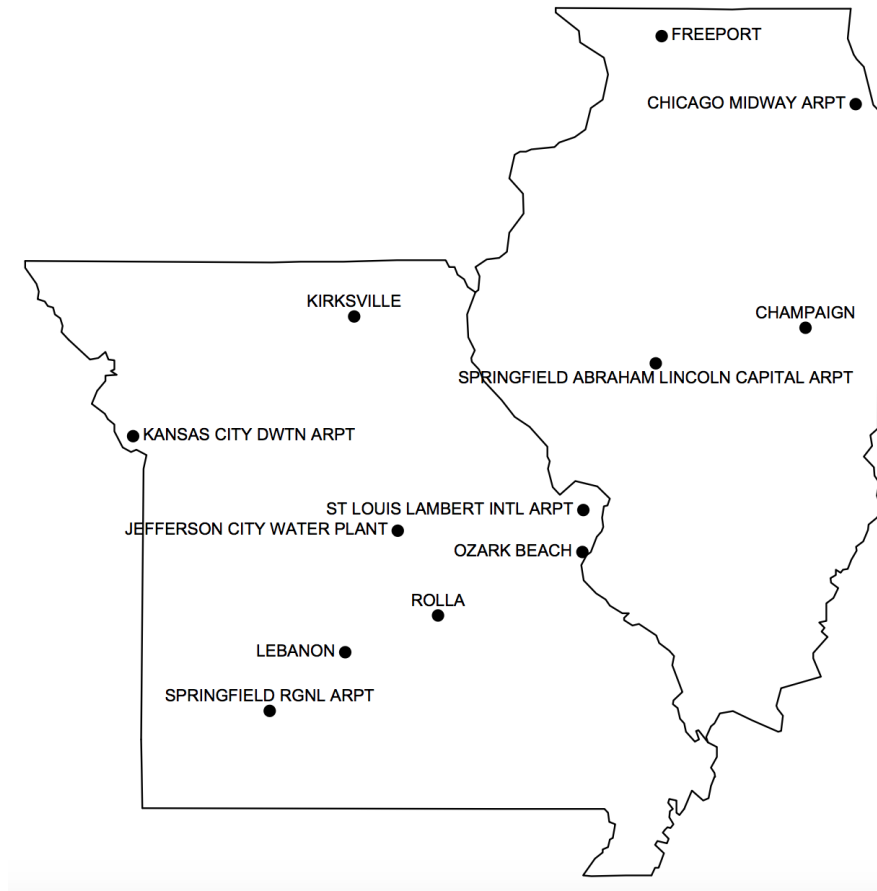 FREEPORT
CHICAGO MIDWAY ARPT
KIRKSVILLE
CHAMPAIGN
SPRINGFIELD ABRAHAM LINCOLN CAPITAL ARPT
KANSAS CITY DWTN ARPT
ST LOUIS LAMBERT INTL ARPT
JEFFERSON CITY WATER PLANT
OZARK BEACH
ROLLA
LEBANON
SPRINGFIELD RGNL ARPT